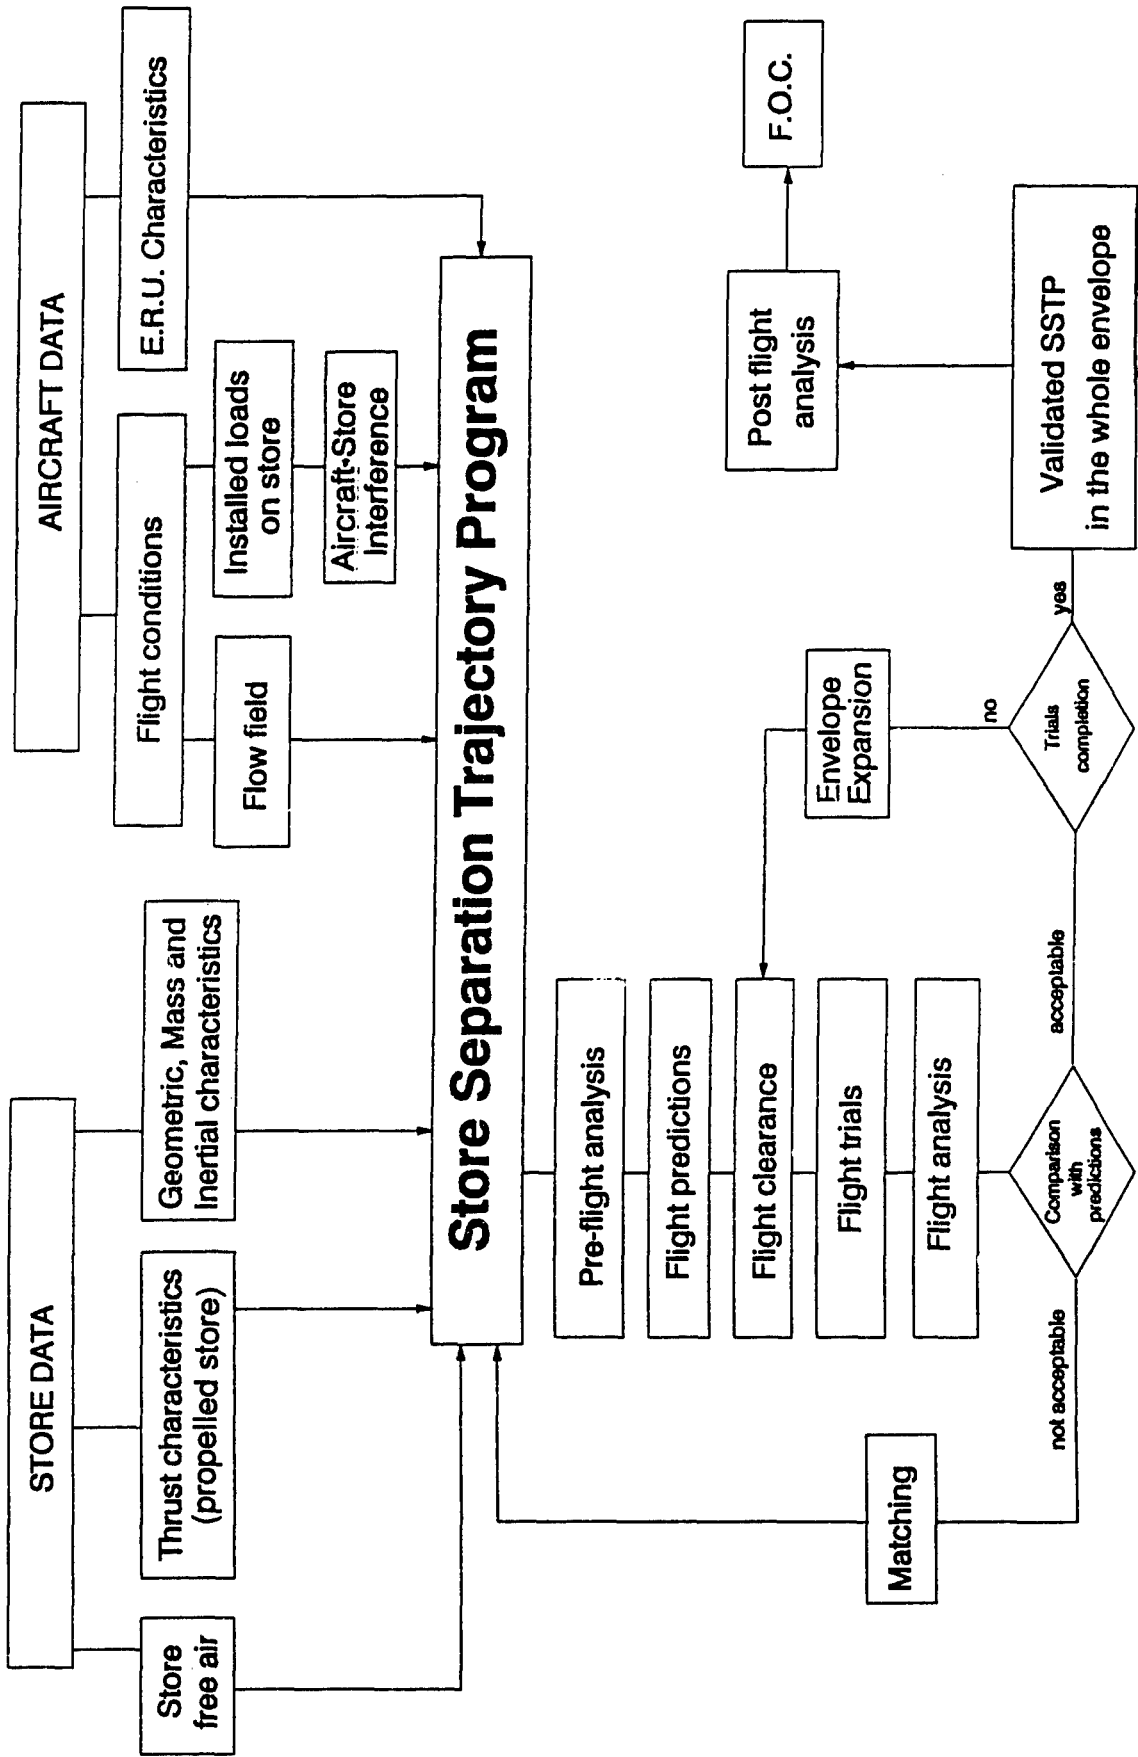 STORE DATA
AIRCRAFT DATA
Store
free air
Thrust characteristics
(propelled store)
Geometric, Mass and
Inertial characteristics
Flight conditions
E.R.U. Characteristics
Flow field
Installed loads
on store
Aircraft-Store
Interference
Store Separation Trajectory Program
Pre-flight analysis
Flight predictions
Flight clearance
Flight trials
Flight analysis
Matching
not acceptable
Comparison
with
predictions
acceptable
Envelope
Expansion
no
Trials
completion
yes
Validated SSTP
in the whole envelope
Post flight
analysis
F.O.C.